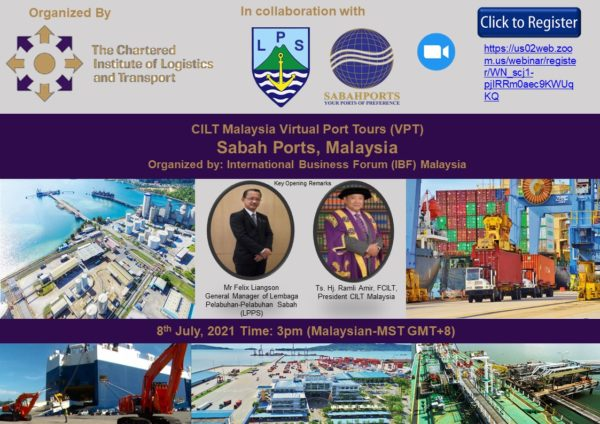 Organized By
The Chartered
Institute of Logistics
and Transport
In collaboration with
L P S
SABAHPORTS
YOUR PORTS OF PREFERENCE
Click to Register
https://us02web.zoo
m.us/webinar/registe
r/WN_scj1-
pjIRRm0aec9KWUq
KQ
CILT Malaysia Virtual Port Tours (VPT)
Sabah Ports, Malaysia
Organized by: International Business Forum (IBF) Malaysia
Key Opening Remarks
Mr Felix Liangson
General Manager of Lembaga
Pelabuhan-Pelabuhan Sabah
(LPPS)
Ts. Hj. Ramli Amir, FCILT,
President CILT Malaysia
8th July, 2021 Time: 3pm (Malaysian-MST GMT+8)